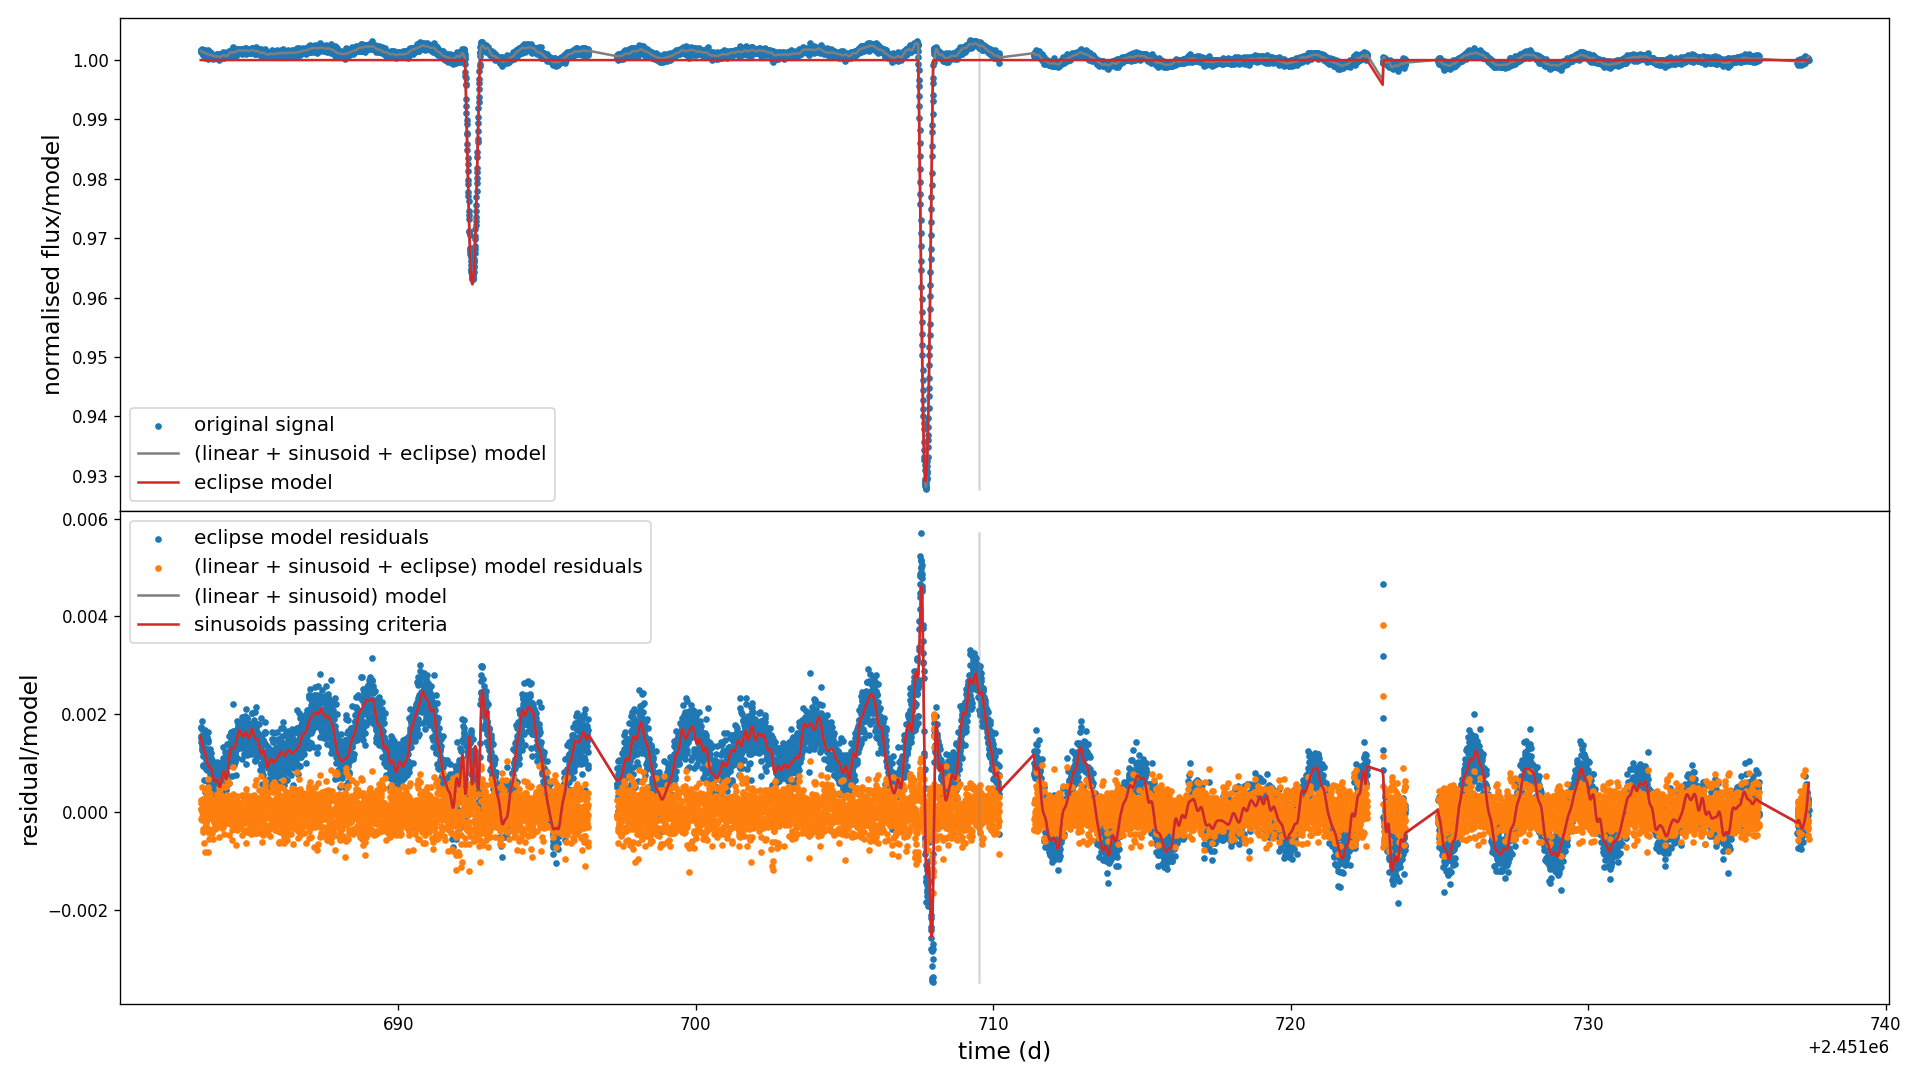 normalised flux/model
1.00
0.99
0.98
0.97
0.96
0.95
0.94
0.93
original signal
(linear + sinusoid + eclipse) model
eclipse model
residual/model
0.006
0.004
0.002
0.000
−0.002
eclipse model residuals
(linear + sinusoid + eclipse) model residuals
(linear + sinusoid) model
sinusoids passing criteria
690 700 710 720 730 740
time (d)
+2.451e6